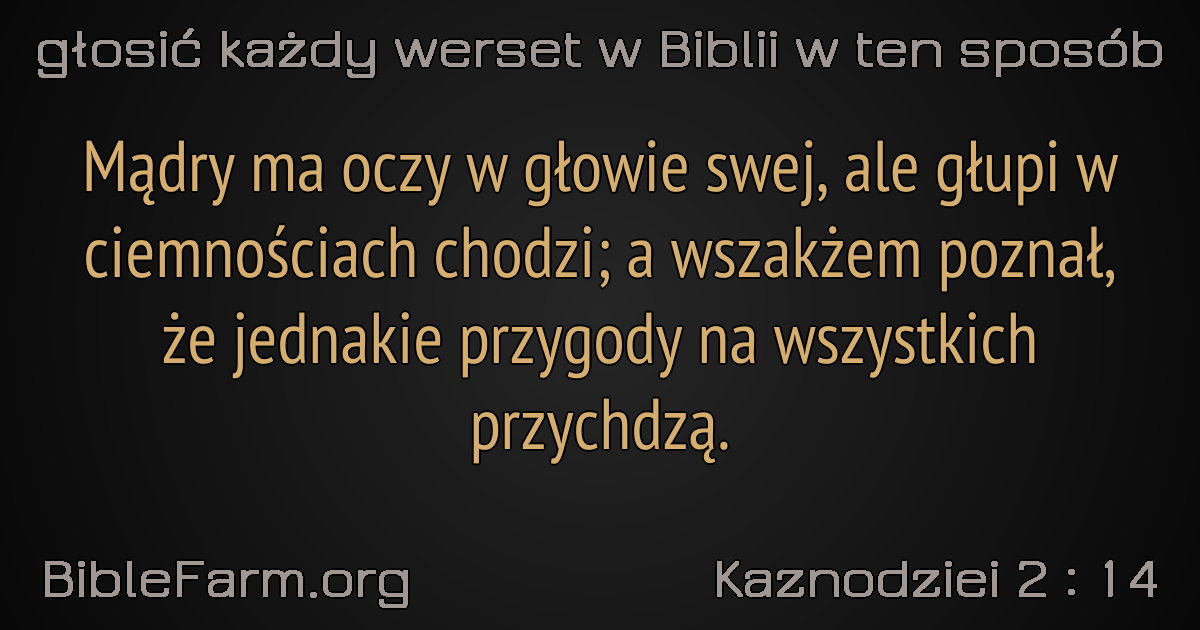 głosić każdy werset w Biblii w ten sposób
Mądry ma oczy w głowie swej, ale głupi w
ciemnościach chodzi; a wszakżem poznał,
że jednakie przygody na wszystkich
przychdzą.
BibleFarm.org
Kaznodziei 2 : 14